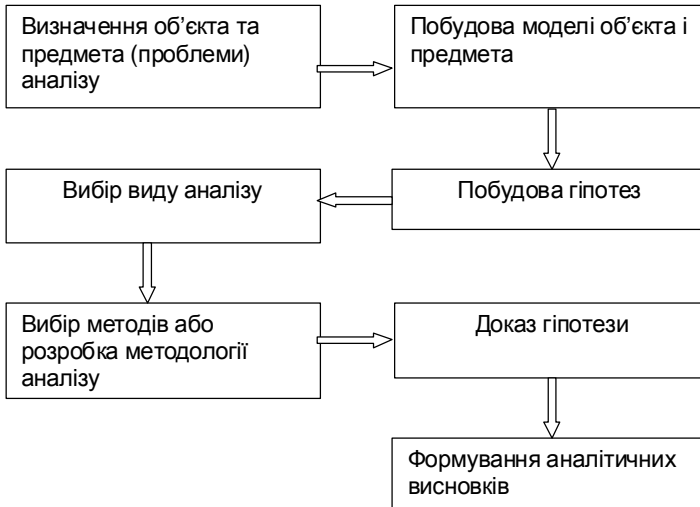 Визначення об’єкта та
предмета (проблеми)
аналізу
Побудова моделі об’єкта і
предмета
Вибір виду аналізу
Побудова гіпотез
Вибір методів або
розробка методології
аналізу
Доказ гіпотези
Формування аналітичних
висновків